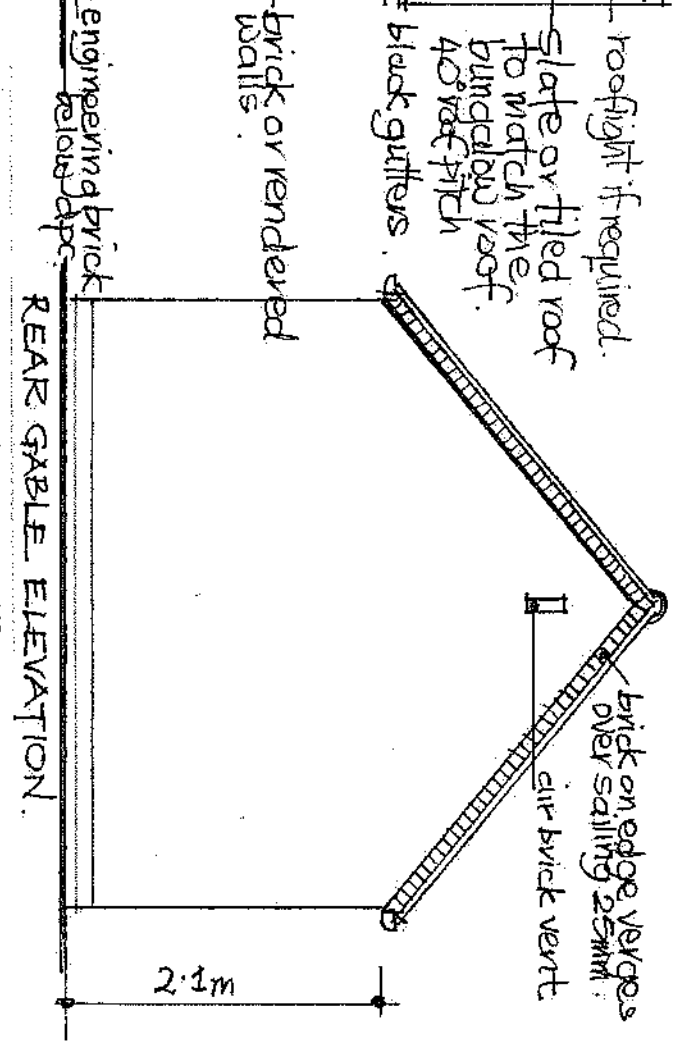 rooflight if required.
slate or tiled roof
to match the
bungalow roof.
40° roof pitch
black gutters.
brick or rendered
walls.
engineering brick
below dpc.
brick on edge verges
oversailing 25mm.
air brick vent
2.1m
REAR GABLE ELEVATION.